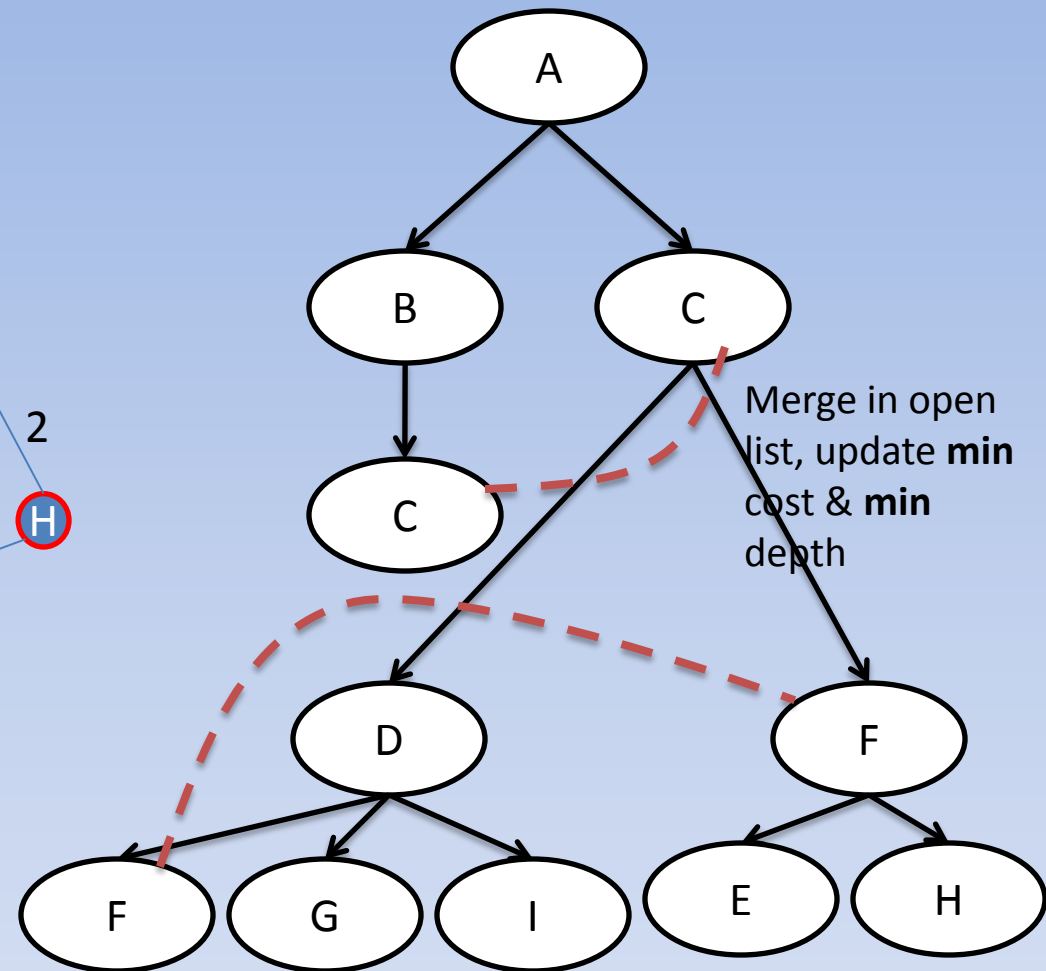 A
B
C
Merge in open
list, update min
cost & min
depth
2
H
C
D
F
F
G
I
E
H